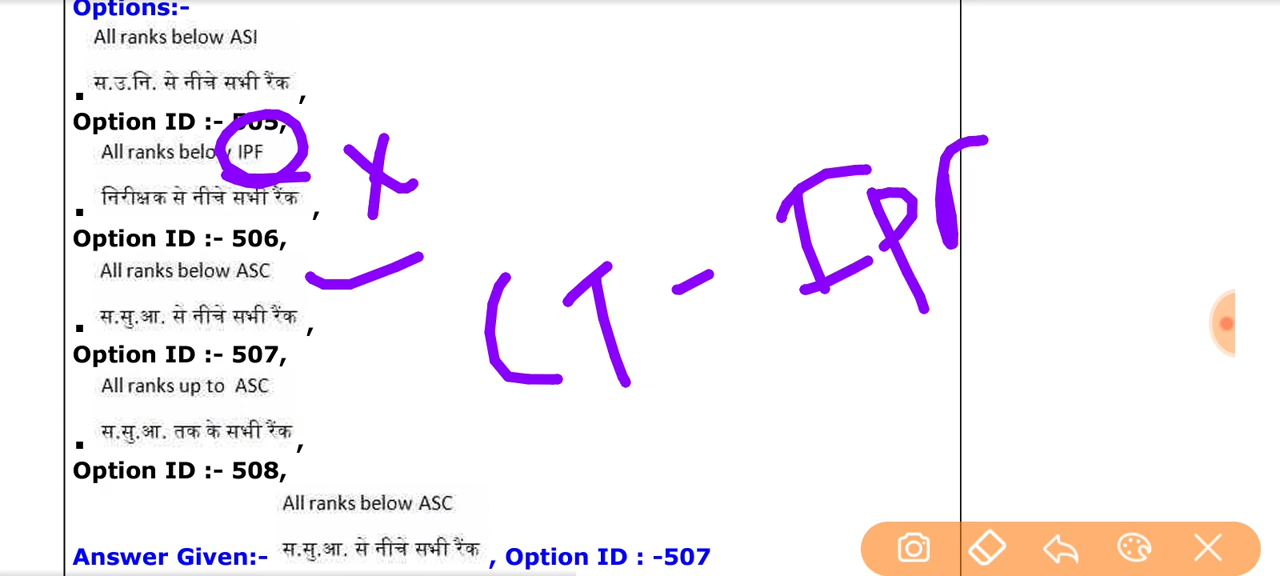 Options:-
All ranks below ASI
स.उ.नि. से नीचे सभी रैंक ,
Option ID :- 505,
All ranks below IPF
निरीक्षक से नीचे सभी रैंक ,
Option ID :- 506,
All ranks below ASC
स.सु.आ. से नीचे सभी रैंक ,
Option ID :- 507,
CT - IPF
All ranks up to ASC
स.सु.आ. तक के सभी रैंक ,
Option ID :- 508,
All ranks below ASC
Answer Given:- स.सु.आ. से नीचे सभी रैंक , Option ID : -507